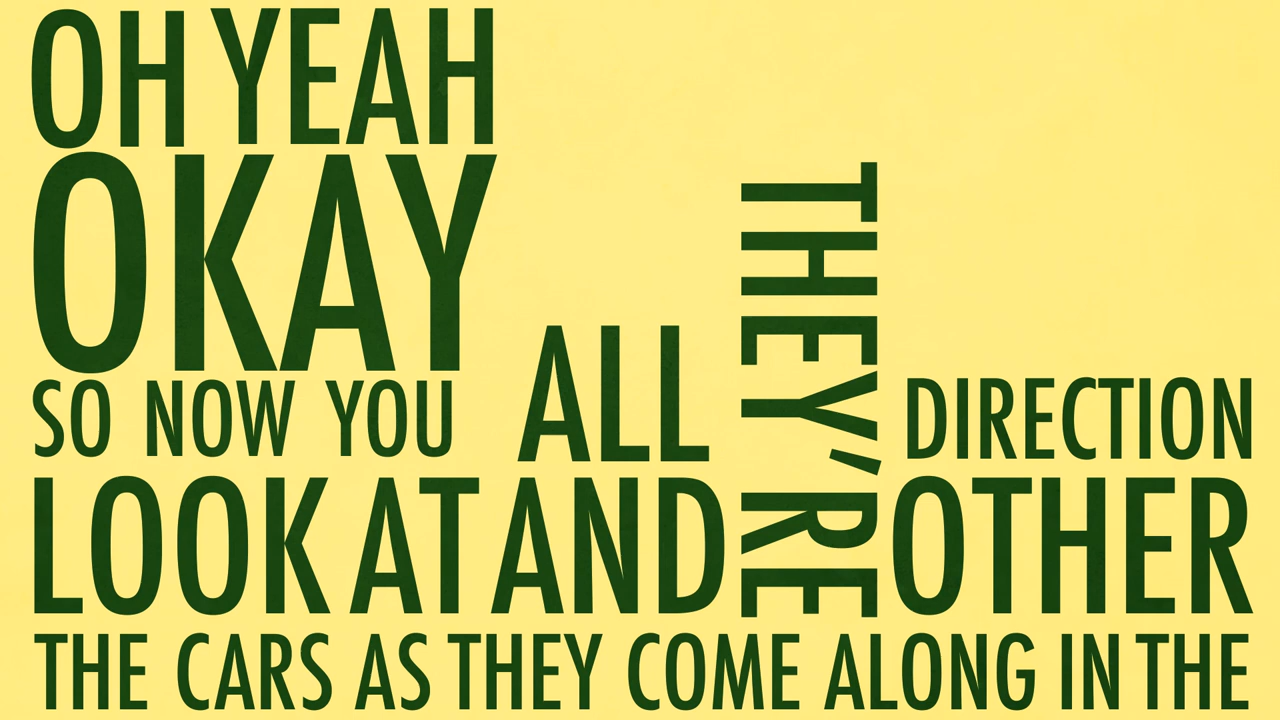 OH YEAH
OKAY
SO NOW YOU
LOOK AT
THE CARS AS THEY COME ALONG IN THE
OTHER
DIRECTION
AND
ALL
THEY'RE